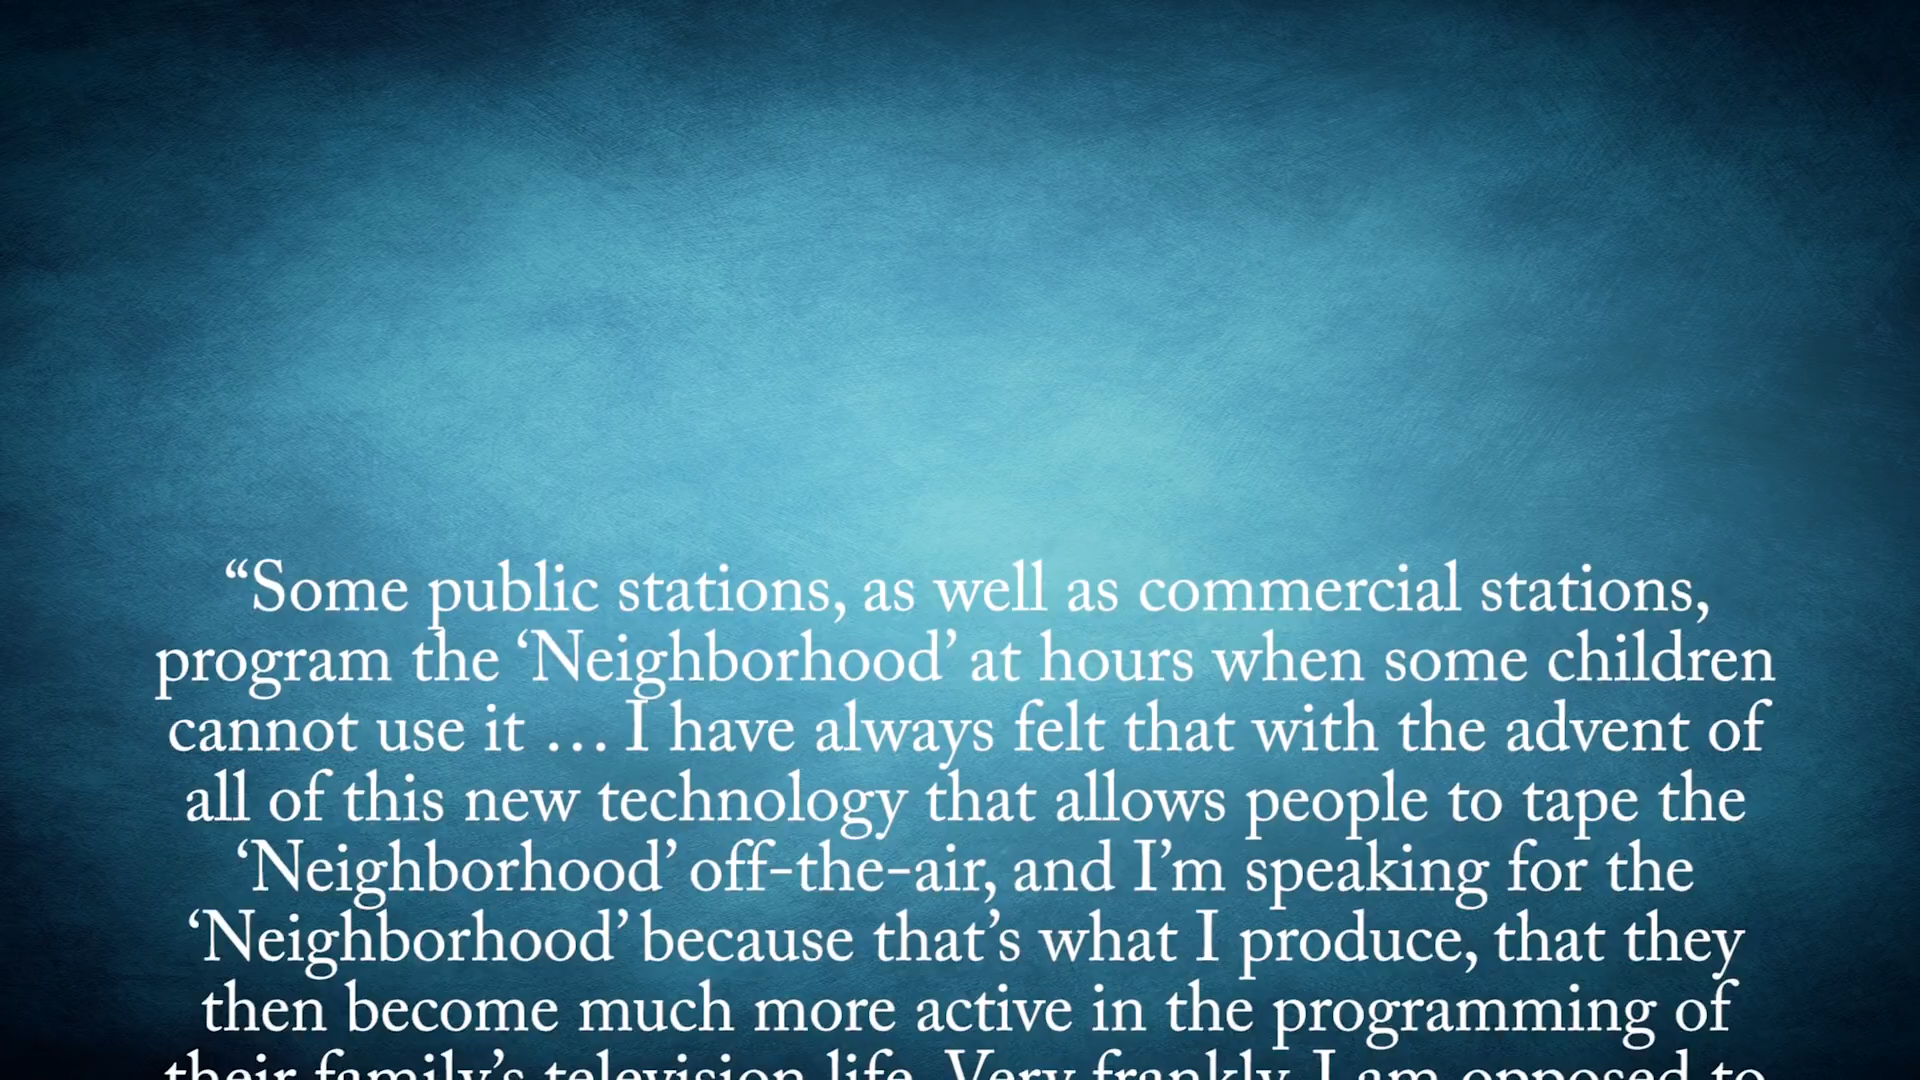 “Some public stations, as well as commercial stations,
program the ‘Neighborhood’ at hours when some children
cannot use it … I have always felt that with the advent of
all of this new technology that allows people to tape the
‘Neighborhood’ off-the-air, and I’m speaking for the
‘Neighborhood’ because that’s what I produce, that they
then become much more active in the programming of
their family’s television life. Very frankly, I am opposed to